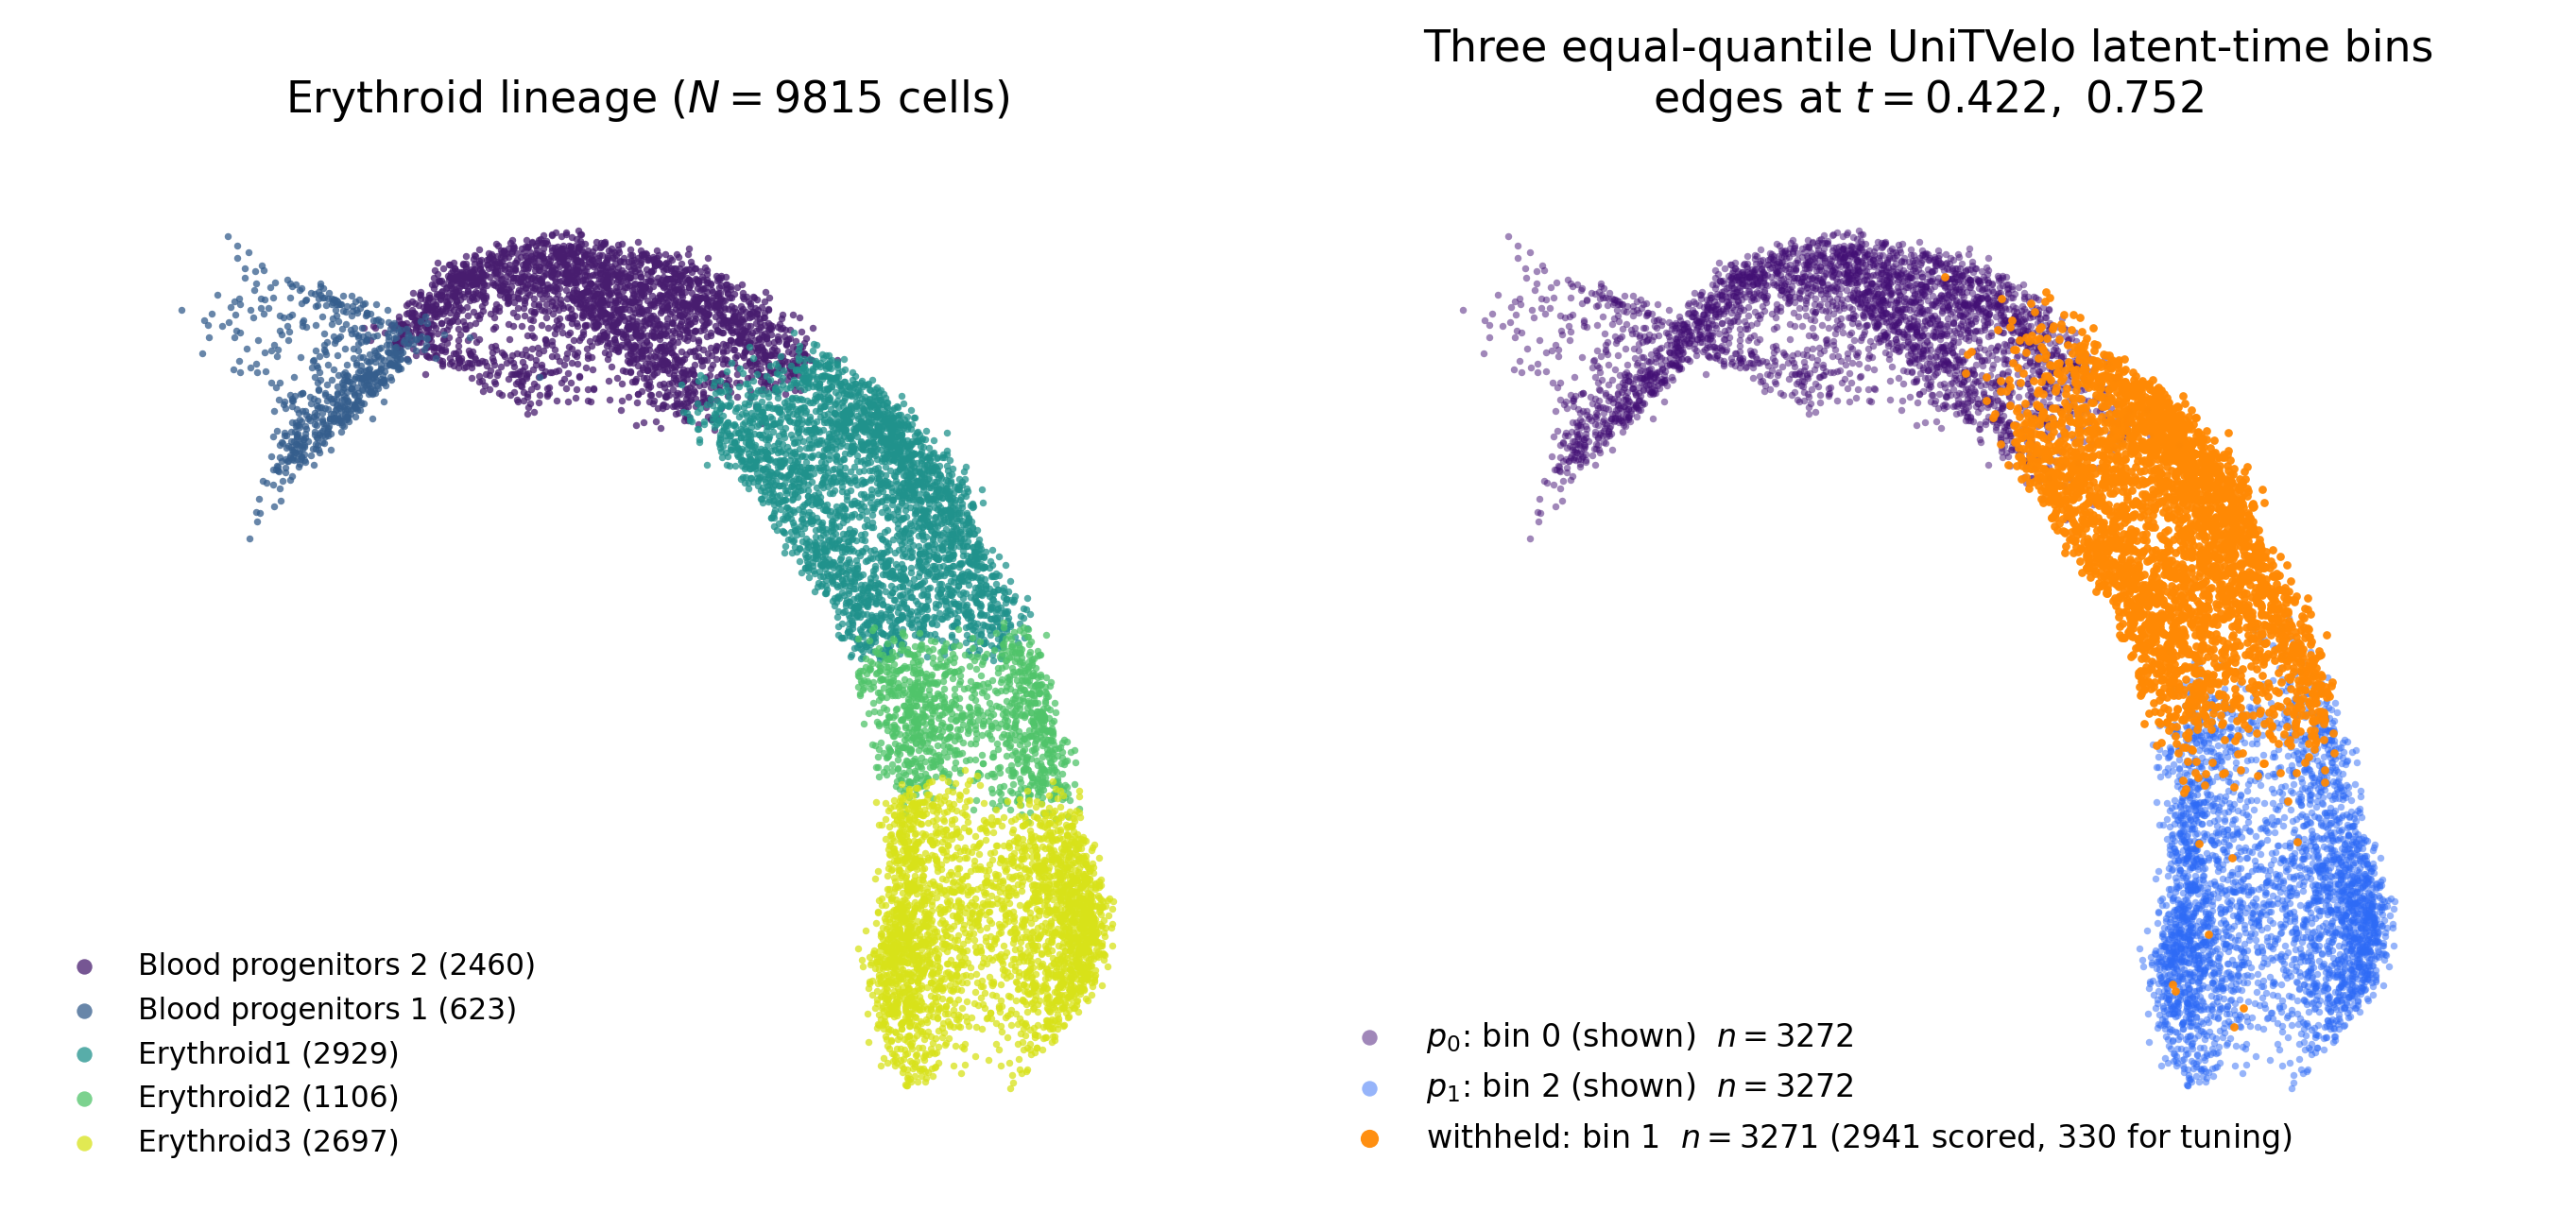 Erythroid lineage (N = 9815 cells)
Blood progenitors 2 (2460)
Blood progenitors 1 (623)
Erythroid1 (2929)
Erythroid2 (1106)
Erythroid3 (2697)
Three equal-quantile UniTVelo latent-time bins
edges at t = 0.422, 0.752
p₀: bin 0 (shown) n = 3272
p₁: bin 2 (shown) n = 3272
withheld: bin 1 n = 3271 (2941 scored, 330 for tuning)